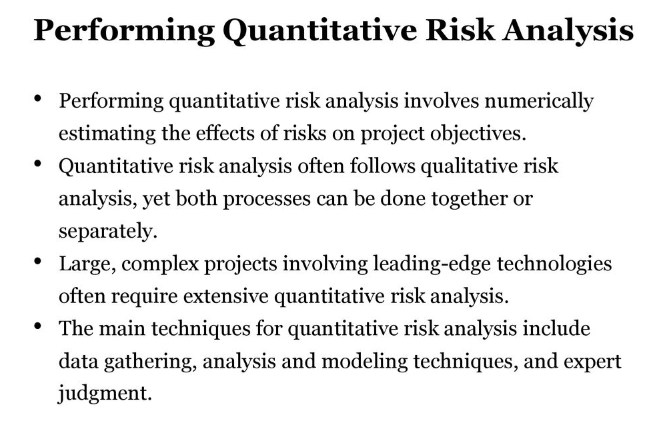 Performing Quantitative Risk Analysis
• Performing quantitative risk analysis involves numerically
estimating the effects of risks on project objectives.
• Quantitative risk analysis often follows qualitative risk
analysis, yet both processes can be done together or
separately.
• Large, complex projects involving leading-edge technologies
often require extensive quantitative risk analysis.
• The main techniques for quantitative risk analysis include
data gathering, analysis and modeling techniques, and expert
judgment.